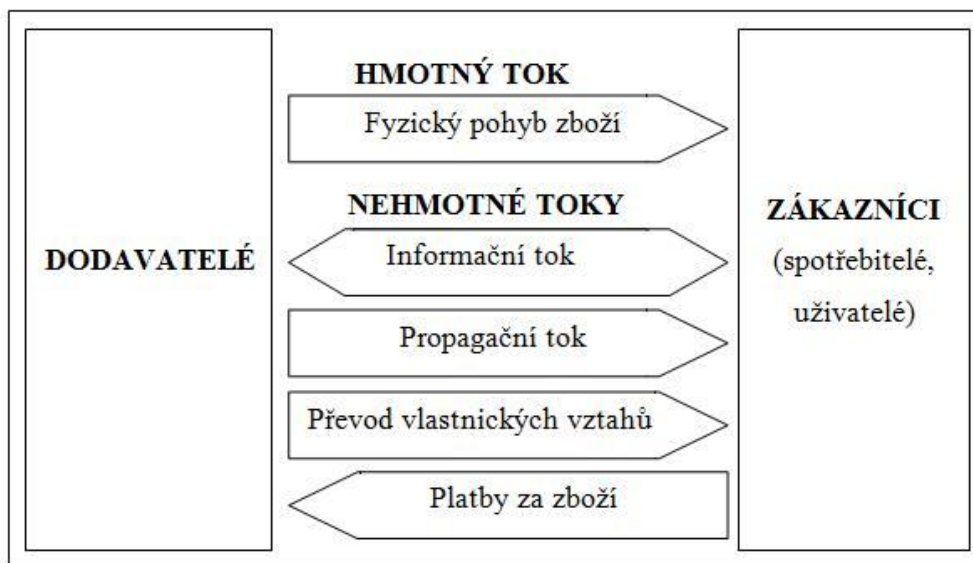 DODAVATELÉ
HMOTNÝ TOK
Fyzický pohyb zboží
NEHMOTNÉ TOKY
Informační tok
Propagační tok
Převod vlastnických vztahů
Platby za zboží
ZÁKAZNÍCI
(spotřebitelé,
uživatelé)